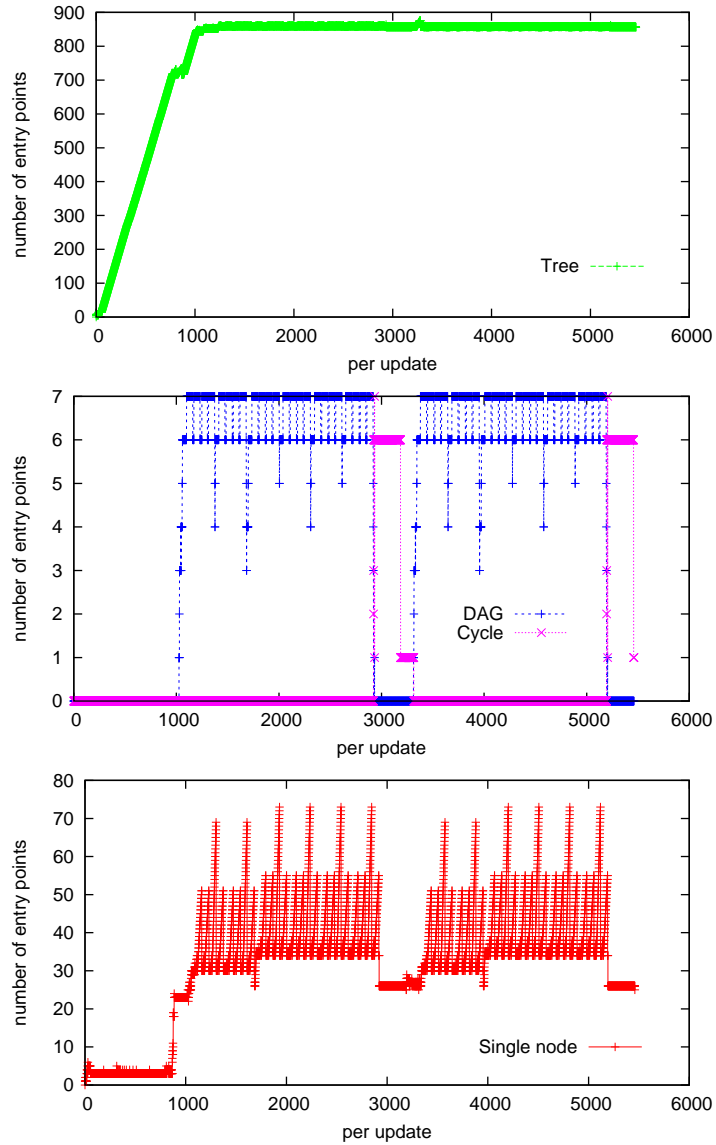 900
800
700
600
500
400
300
200
100
0
number of entry points
Tree
0 1000 2000 3000 4000 5000 6000
per update
7
6
5
4
3
2
1
0
number of entry points
DAG
Cycle
0 1000 2000 3000 4000 5000 6000
per update
80
70
60
50
40
30
20
10
0
number of entry points
Single node
0 1000 2000 3000 4000 5000 6000
per update